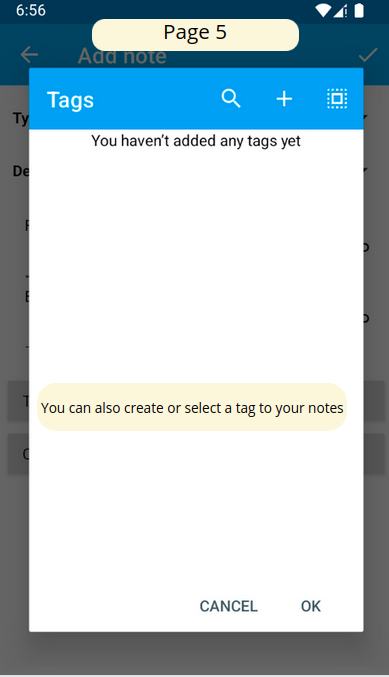 6:56
Page 5
Add note
Tags
You haven't added any tags yet
Ty
De
You can also create or select a tag to your notes
CANCEL
OK